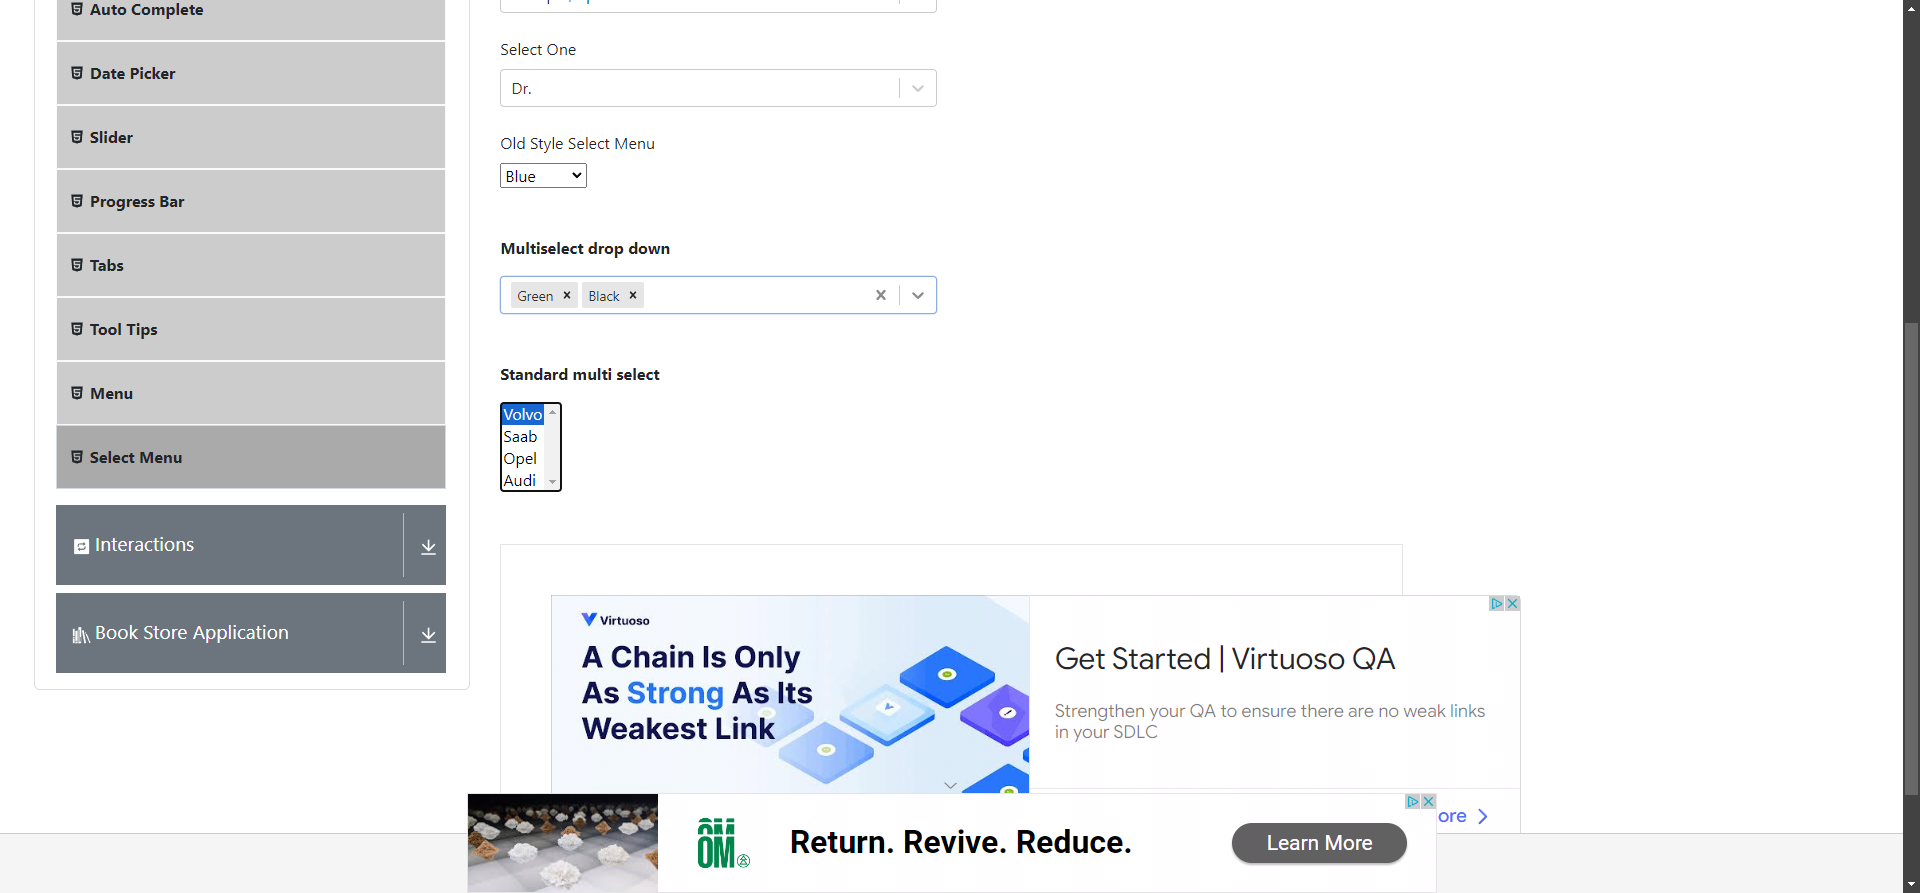 Auto Complete
Date Picker
Slider
Progress Bar
Tabs
Tool Tips
Menu
Select Menu
Interactions
Book Store Application
Select One
Dr.
Old Style Select Menu
Blue
Multiselect drop down
Green
Black
Standard multi select
Volvo
Saab
Opel
Audi
Virtuoso
A Chain Is Only
As Strong As Its
Weakest Link
Get Started | Virtuoso QA
Strengthen your QA to ensure there are no weak links
in your SDLC
ore
OM
Return. Revive. Reduce.
Learn More